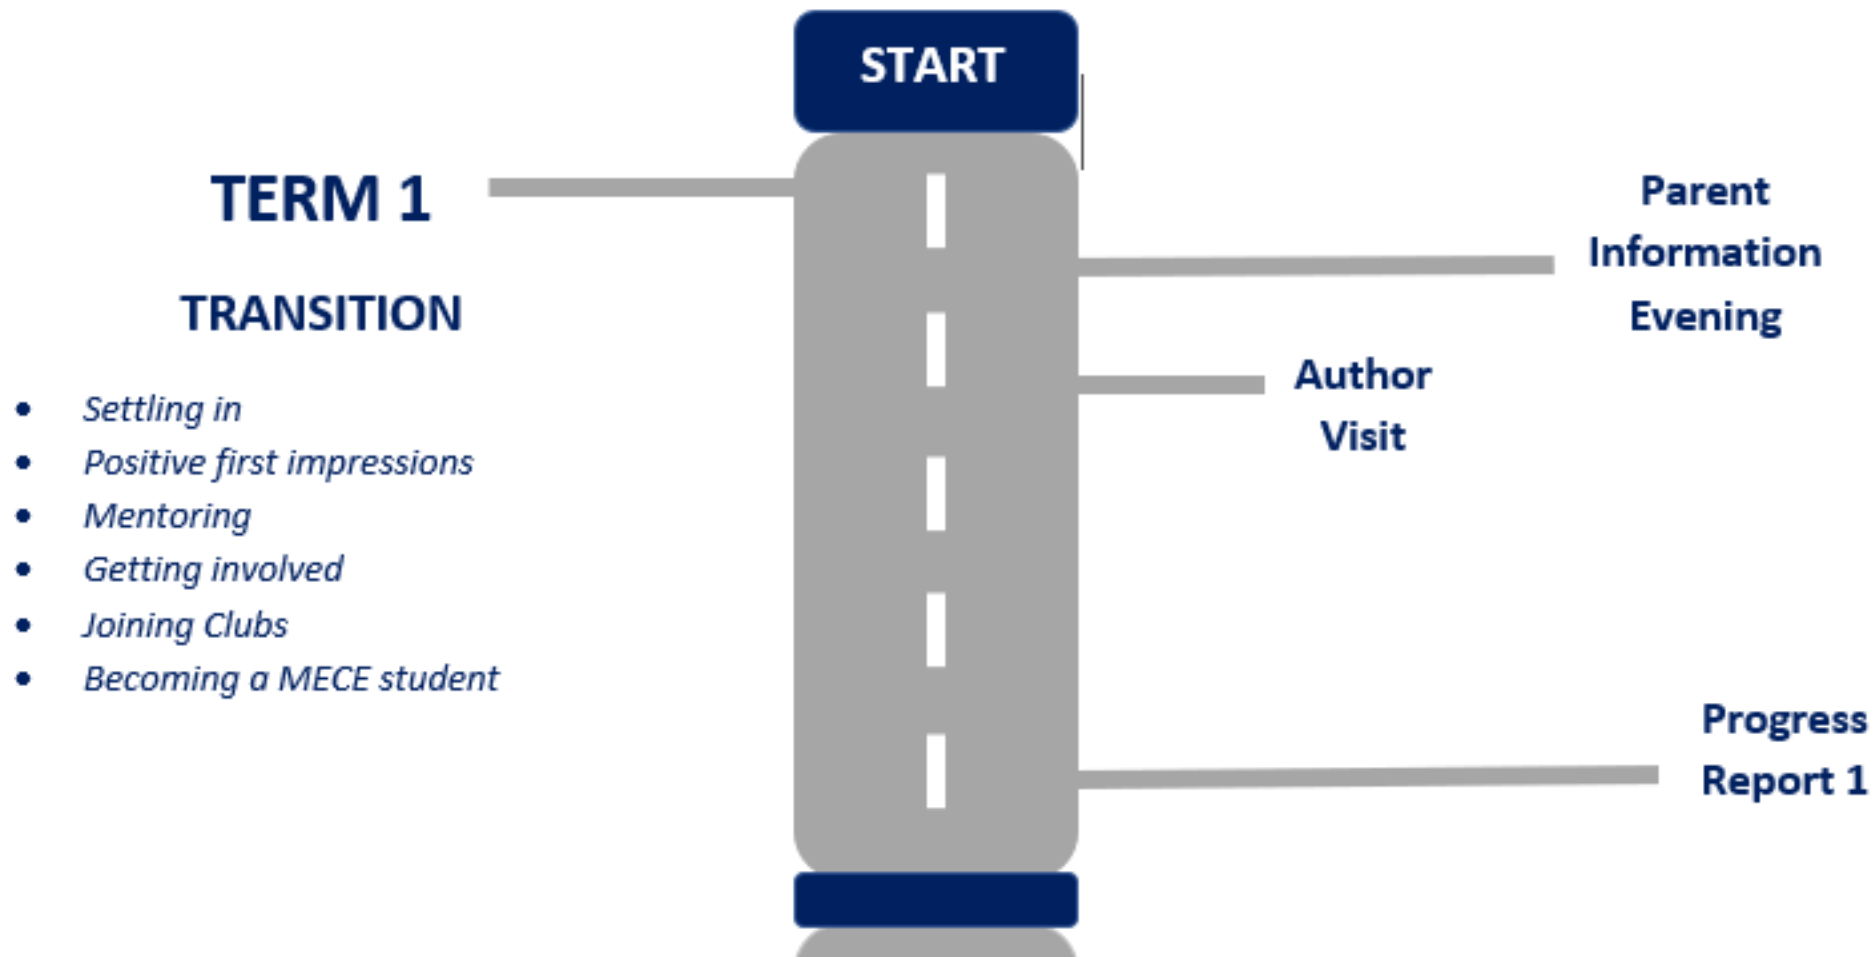 START
TERM 1
TRANSITION
• Settling in
• Positive first impressions
• Mentoring
• Getting involved
• Joining Clubs
• Becoming a MECE student
Parent
Information
Evening
Author
Visit
Progress
Report 1